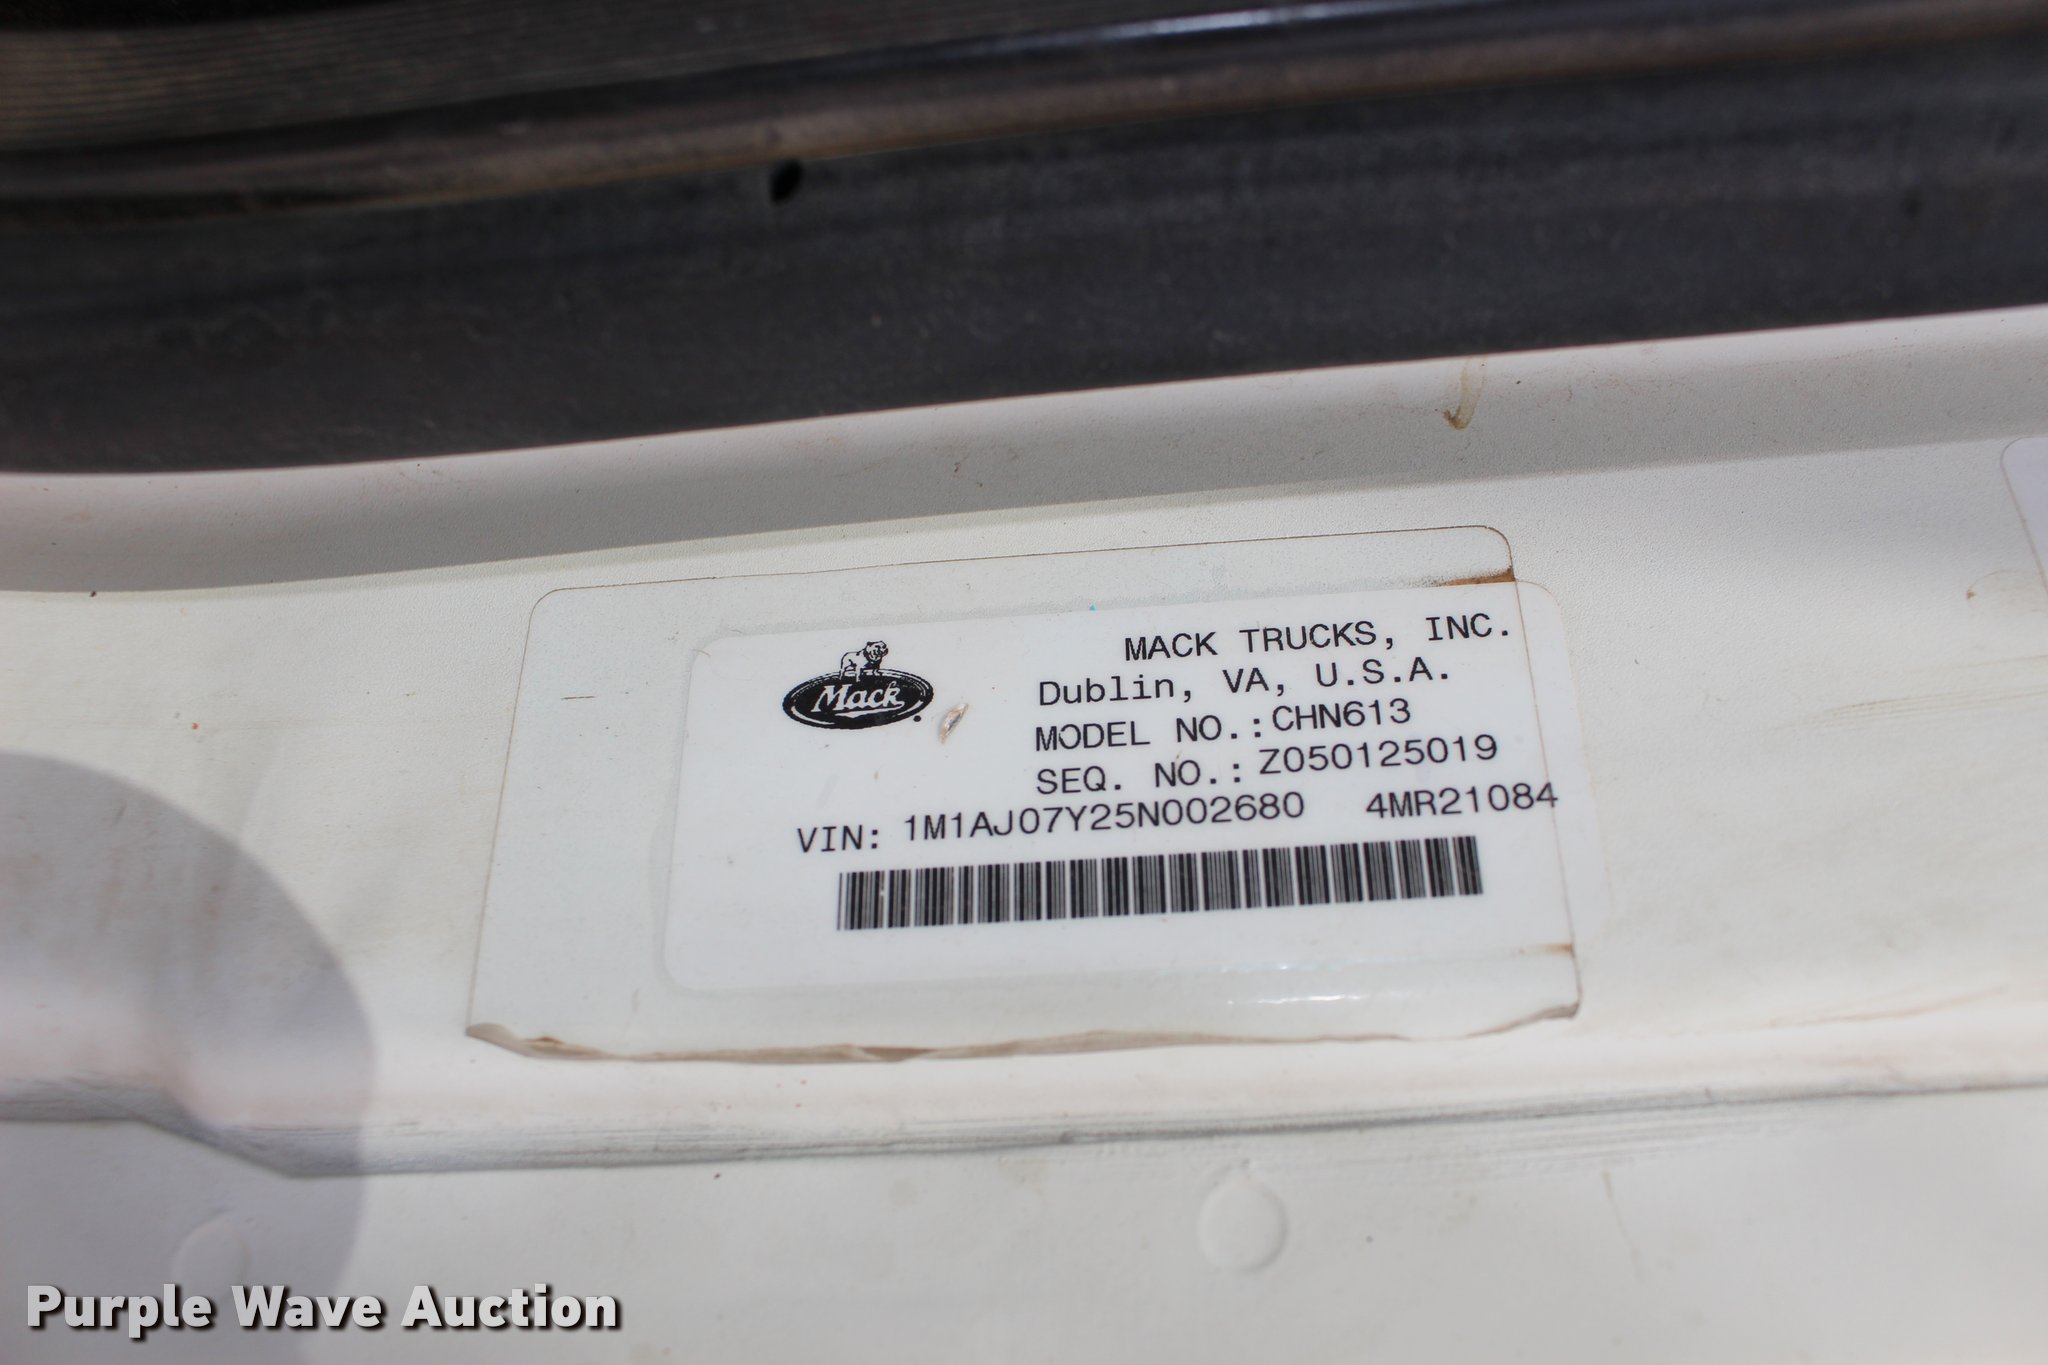 Mack
MACK TRUCKS, INC.
Dublin, VA, U.S.A.
MODEL NO.:CHN613
SEQ. NO.: Z050125019
VIN: 1M1AJ07Y25N002680 4MR21084
Purple Wave Auction